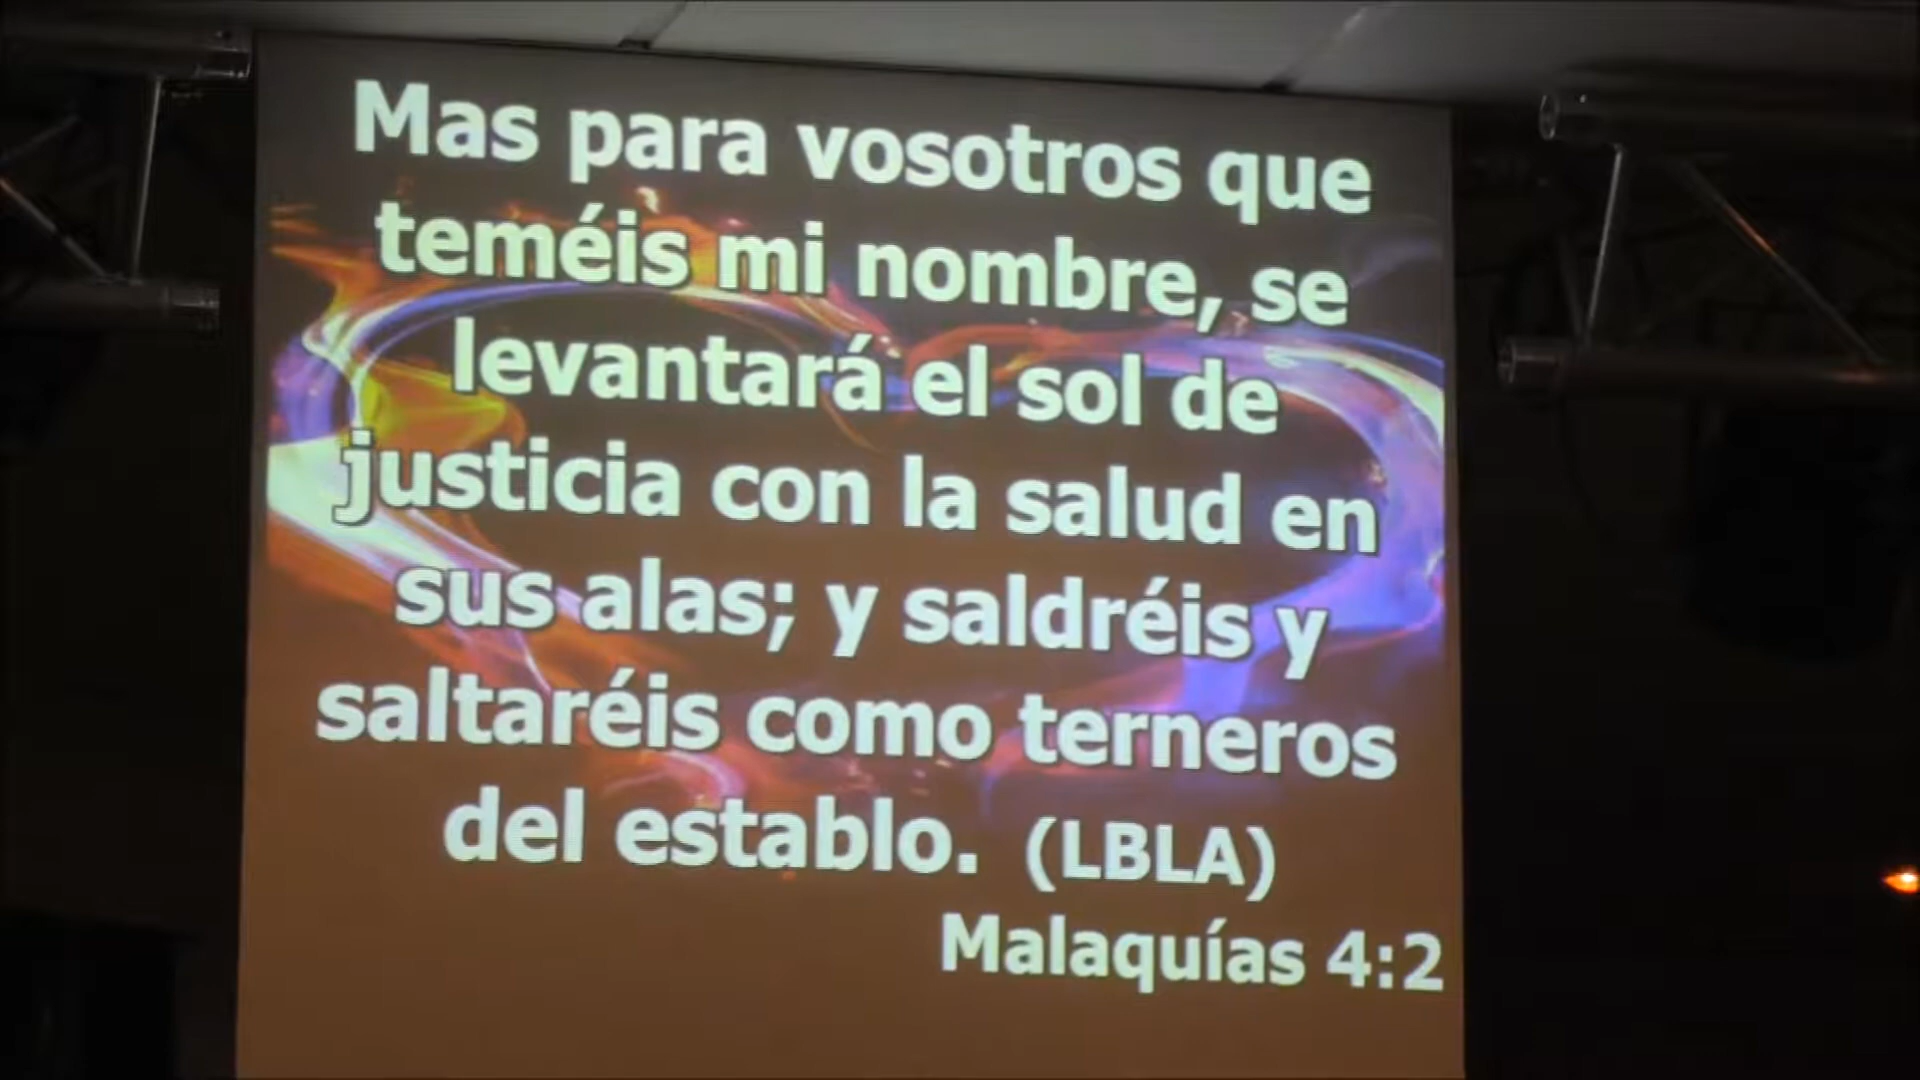 Mas para vosotros que
teméis mi nombre, se
levantará el sol de
justicia con la salud en
sus alas; y saldréis y
saltaréis como terneros
del establo. (LBLA)
Malaquías 4:2